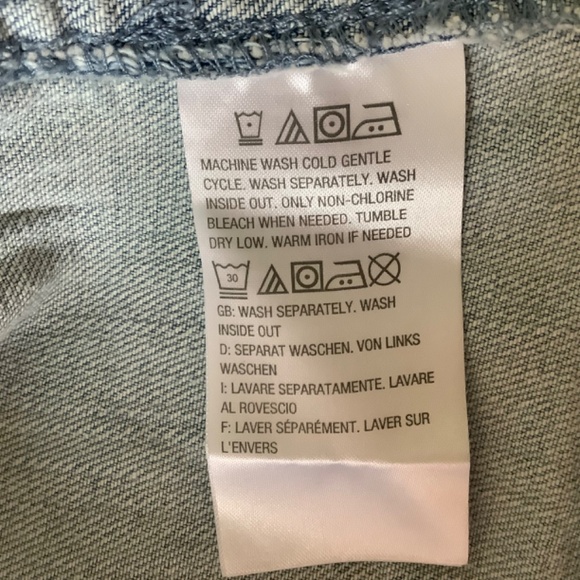 MACHINE WASH COLD GENTLE
CYCLE. WASH SEPARATELY. WASH
INSIDE OUT. ONLY NON-CHLORINE
BLEACH WHEN NEEDED. TUMBLE
DRY LOW. WARM IRON IF NEEDED
30
GB: WASH SEPARATELY. WASH
INSIDE OUT
D: SEPARAT WASCHEN. VON LINKS
WASCHEN
I: LAVARE SEPARATAMENTE. LAVARE
AL ROVESCIO
F: LAVER SÉPARÉMENT. LAVER SUR
L'ENVERS